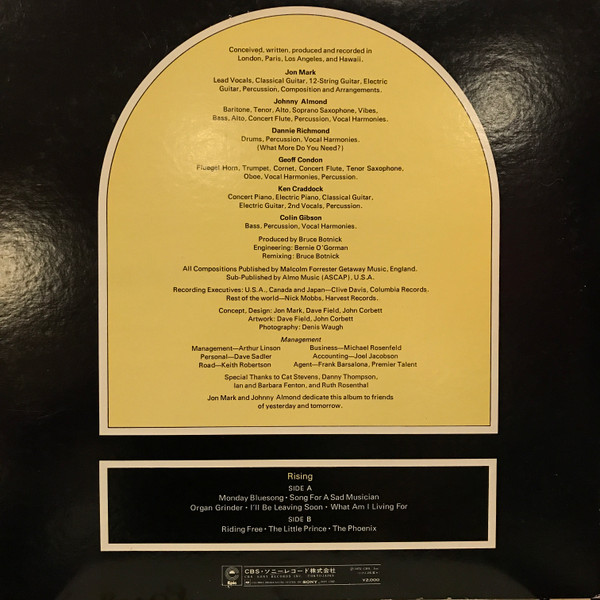 Conceived, written, produced and recorded in
London, Paris, Los Angeles, and Hawaii.
Jon Mark
Lead Vocals, Classical Guitar, 12-String Guitar, Electric
Guitar, Percussion, Composition and Arrangements.
Johnny Almond
Baritone, Tenor, Alto, Soprano Saxophone, Vibes,
Bass, Alto, Concert Flute, Percussion, Vocal Harmonies.
Dannie Richmond
Drums, Percussion, Vocal Harmonies.
(What More Do You Need?)
Geoff Condon
Fluegel Horn, Trumpet, Cornet, Concert Flute, Tenor Saxophone,
Oboe, Vocal Harmonies, Percussion.
Ken Craddock
Concert Piano, Electric Piano, Classical Guitar,
Electric Guitar, 2nd Vocals, Percussion.
Colin Gibson
Bass, Percussion, Vocal Harmonies.
Produced by Bruce Botnick
Engineering: Bernie O'Gorman
Remixing: Bruce Botnick
All Compositions Published by Malcolm Forrester Getaway Music, England.
Sub-Published by Almo Music (ASCAP), U.S.A.
Recording Executives: U.S.A., Canada and Japan—Clive Davis, Columbia Records.
Rest of the world—Nick Mobbs, Harvest Records.
Concept, Design: Jon Mark, Dave Field, John Corbett
Artwork: Dave Field, John Corbett
Photography: Denis Waugh
Management
Management—Arthur Linson Business—Michael Rosenfeld
Personal—Dave Sadler Accounting—Joel Jacobson
Road—Keith Robertson Agent—Frank Barsalona, Premier Talent
Special Thanks to Cat Stevens, Danny Thompson,
Ian and Barbara Fenton, and Ruth Rosenthal
Jon Mark and Johnny Almond dedicate this album to friends
of yesterday and tomorrow.
Rising
SIDE A
Monday Bluesong • Song For A Sad Musician
Organ Grinder • I'll Be Leaving Soon • What Am I Living For
SIDE B
Riding Free • The Little Prince • The Phoenix
Epic
CBS・ソニーレコード株式会社
CBS SONY RECORDS INC.
SONY
¥2,000